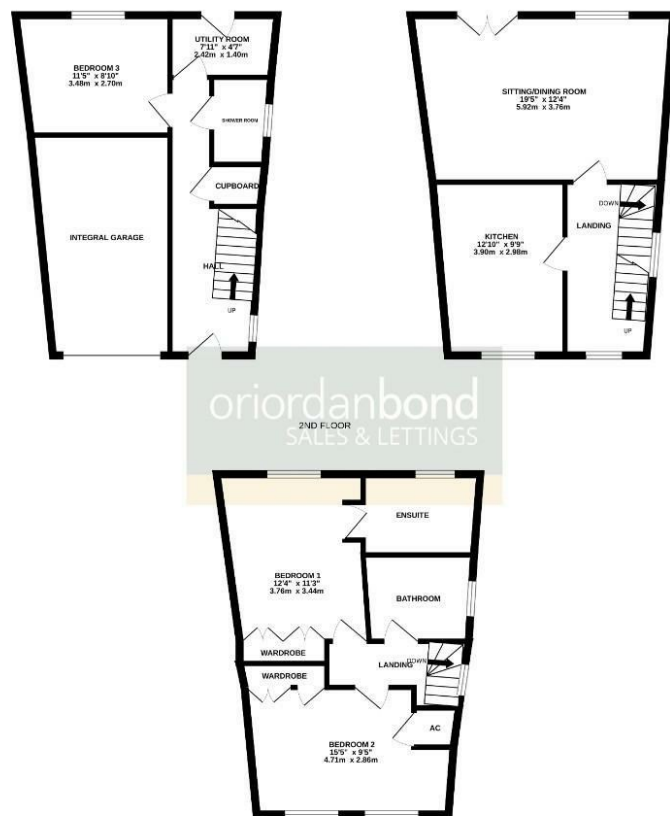 BEDROOM 3
11'5" x 8'10"
3.48m x 2.70m
UTILITY ROOM
7'11" x 4'7"
2.42m x 1.40m
SHOWER ROOM
CUPBOARD
INTEGRAL GARAGE
HALL
UP
SITTING/DINING ROOM
19'5" x 12'4"
5.92m x 3.76m
KITCHEN
12'10" x 9'9"
3.90m x 2.98m
LANDING
DOWN
UP
oriordanbond
SALES & LETTINGS
2ND FLOOR
BEDROOM 1
12'4" x 11'3"
3.76m x 3.44m
ENSUITE
BATHROOM
WARDROBE
WARDROBE
LANDING
DOWN
AC
BEDROOM 2
15'5" x 9'5"
4.71m x 2.86m